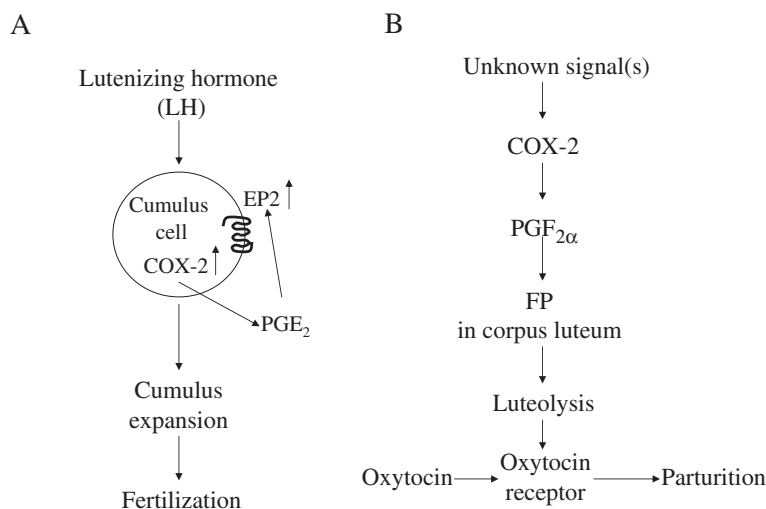 A
Lutenizing hormone
(LH)
EP2
Cumulus
cell
COX-2
PGE₂
Cumulus
expansion
Fertilization
B
Unknown signal(s)
COX-2
PGF₂α
FP
in corpus luteum
Luteolysis
Oxytocin
Oxytocin
receptor
Parturition